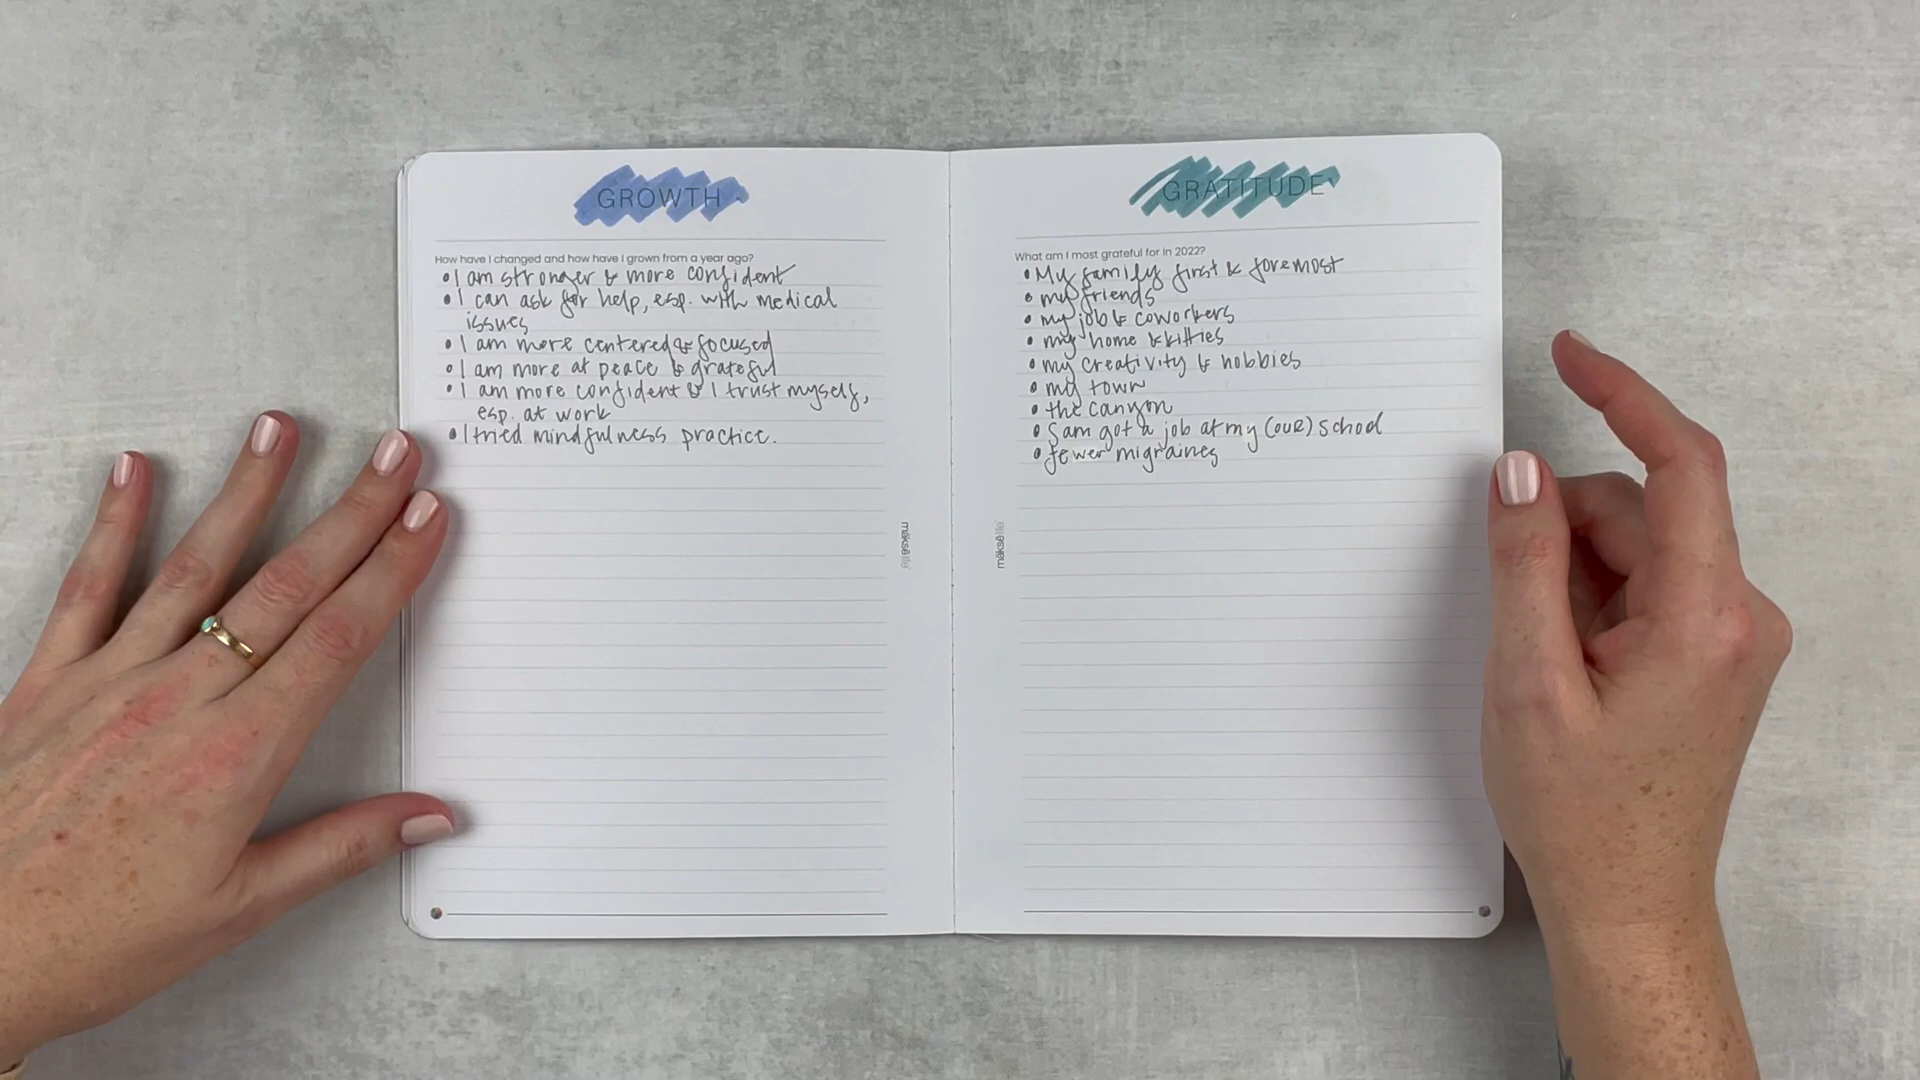 GROWTH
How have I changed and how have I grown from a year ago?
• I am stronger & more confident
• I can ask for help, esp. with medical
issues
• I am more centered & focused
• I am more at peace & grateful
• I am more confident & I trust myself,
esp. at work
• I tried mindfulness practice.
mäksēlife
GRATITUDE
What am I most grateful for in 2022?
• My family first & foremost
• my friends
• my job & coworkers
• my home & kitties
• my creativity & hobbies
• my town
• the canyon
• Sam got a job at my (OUR) school
• fewer migraines
mäksēlife